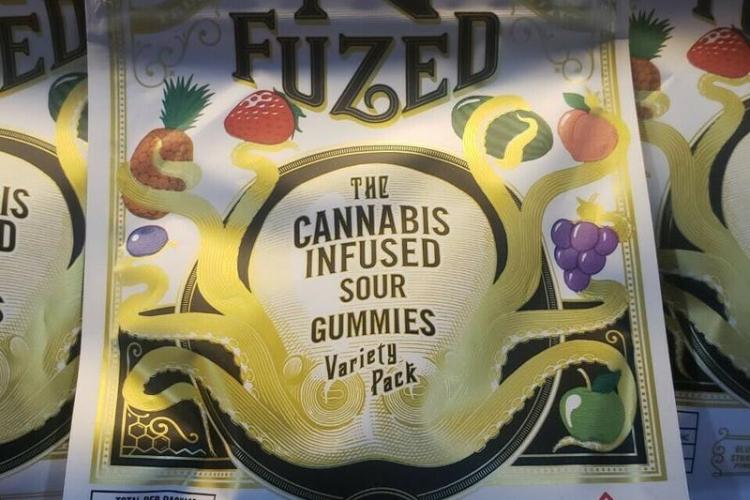 FUZED
THE
CANNABIS
INFUSED
SOUR
GUMMIES
Variety
Pack